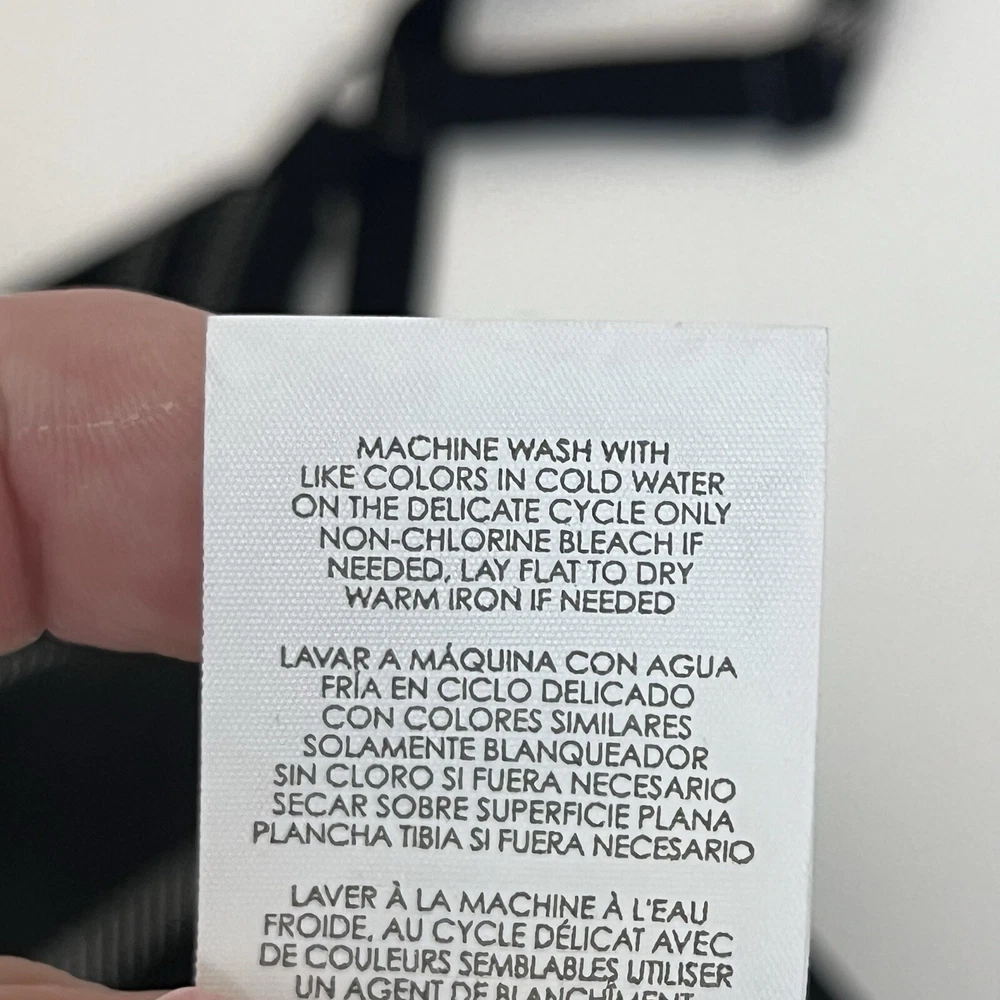 MACHINE WASH WITH
LIKE COLORS IN COLD WATER
ON THE DELICATE CYCLE ONLY
NON-CHLORINE BLEACH IF
NEEDED, LAY FLAT TO DRY
WARM IRON IF NEEDED
LAVAR A MÁQUINA CON AGUA
FRÍA EN CICLO DELICADO
CON COLORES SIMILARES
SOLAMENTE BLANQUEADOR
SIN CLORO SI FUERA NECESARIO
SECAR SOBRE SUPERFICIE PLANA
PLANCHA TIBIA SI FUERA NECESARIO
LAVER À LA MACHINE À L'EAU
FROIDE, AU CYCLE DÉLICAT AVEC
DE COULEURS SEMBLABLES UTILISER
UN AGENT DE BLANCHÎMENT